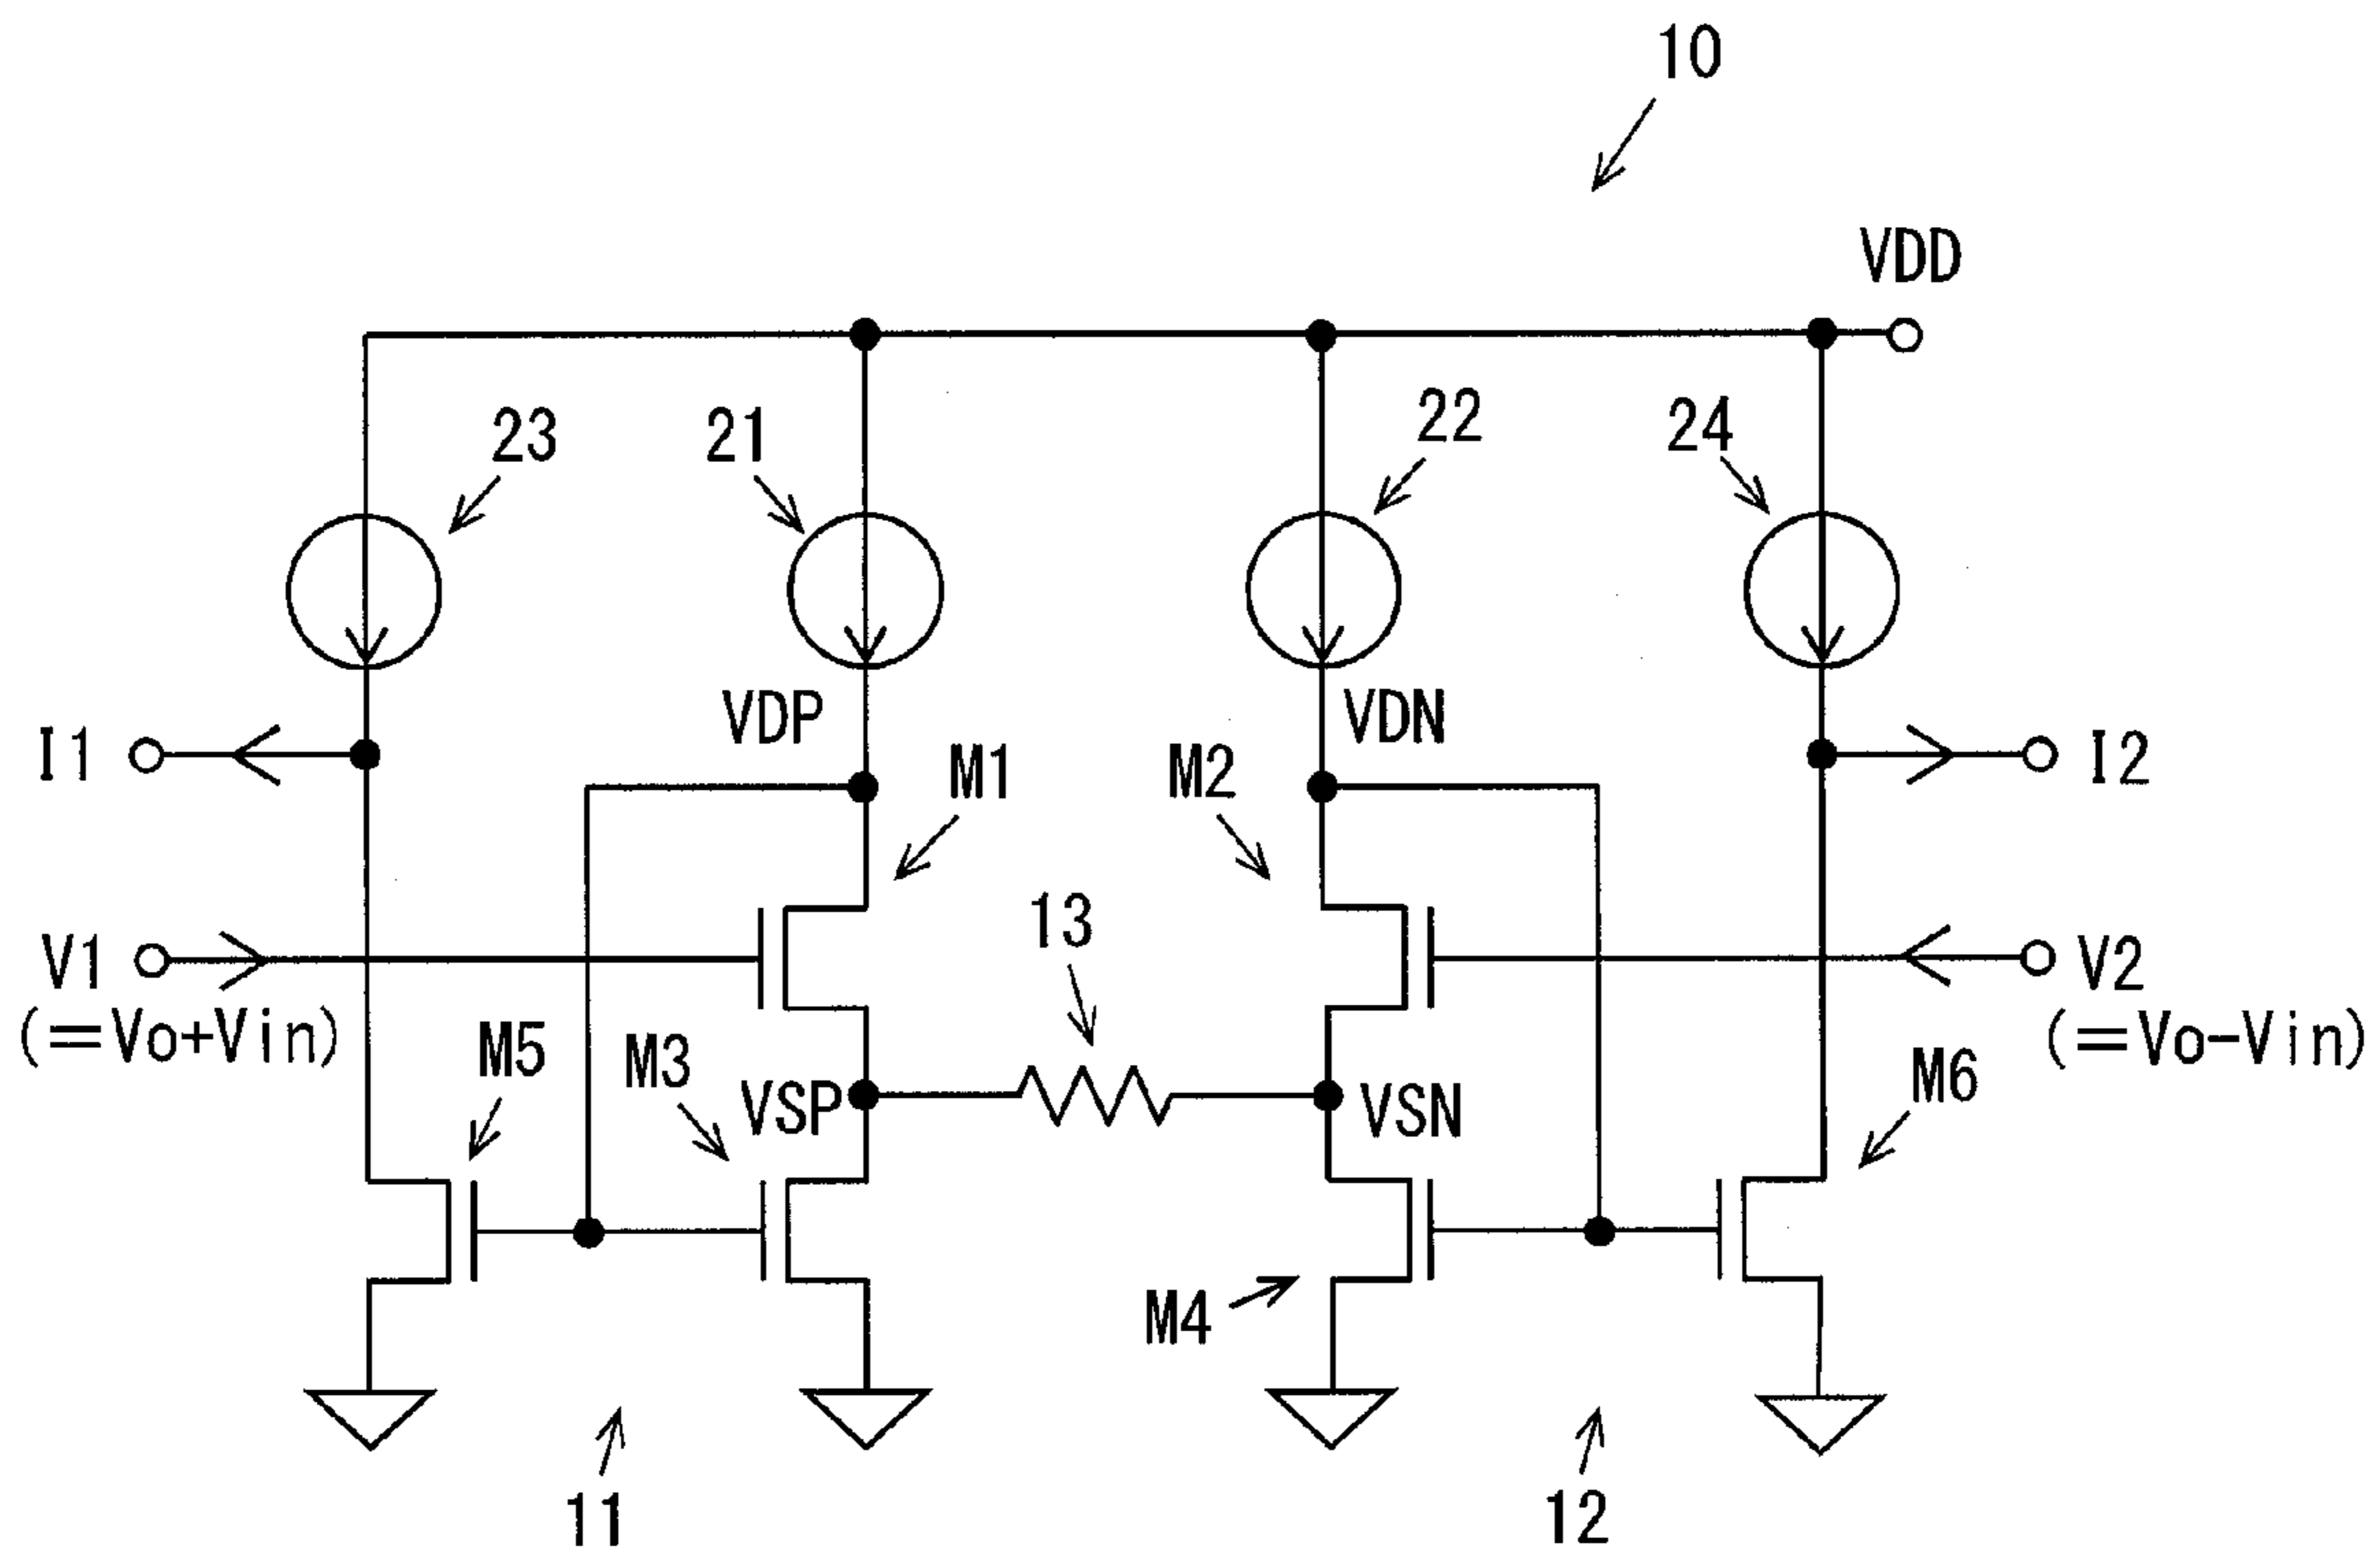 10
VDD
23
21
22
24
VDP
VDN
I1
M1
M2
I2
13
V1
(=Vo+Vin)
V2
(=Vo-Vin)
M5
M3
VSP
VSN
M6
M4
11
12